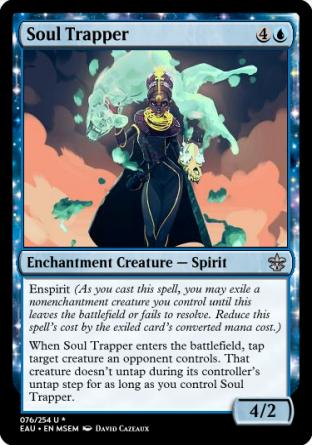 Soul Trapper 4
Enchantment Creature — Spirit
Enspirit (As you cast this spell, you may exile a
nonenchantment creature you control until this
leaves the battlefield or fails to resolve. Reduce this
spell's cost by the exiled card's converted mana cost.)
When Soul Trapper enters the battlefield, tap
target creature an opponent controls. That
creature doesn't untap during its controller's
untap step for as long as you control Soul
Trapper.
4/2
076/254 U *
EAU • EN MSEM David Cazeaux